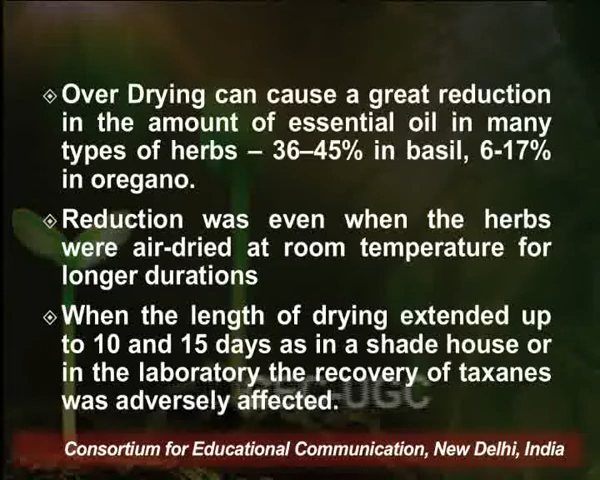 Over Drying can cause a great reduction
in the amount of essential oil in many
types of herbs – 36–45% in basil, 6-17%
in oregano.
Reduction was even when the herbs
were air-dried at room temperature for
longer durations
When the length of drying extended up
to 10 and 15 days as in a shade house or
in the laboratory the recovery of taxanes
was adversely affected.
Consortium for Educational Communication, New Delhi, India